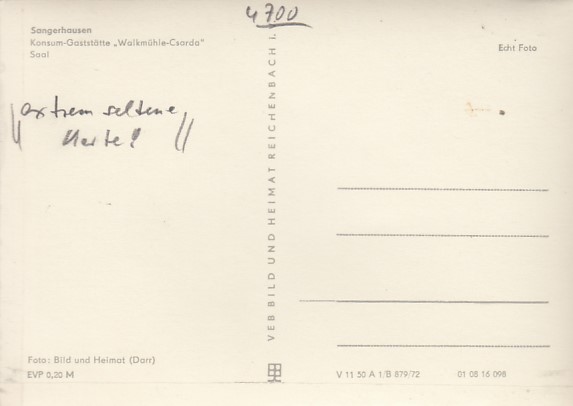 4700
Sangerhausen
Konsum-Gaststätte „Walkmühle-Csarda"
Saal
Echt Foto
extrem seltene
Karte!
VEB BILD UND HEIMAT REICHENBACH i.
Foto: Bild und Heimat (Darr)
EVP 0,20 M
V 11 50 A 1/B 879/72
01 08 16 098